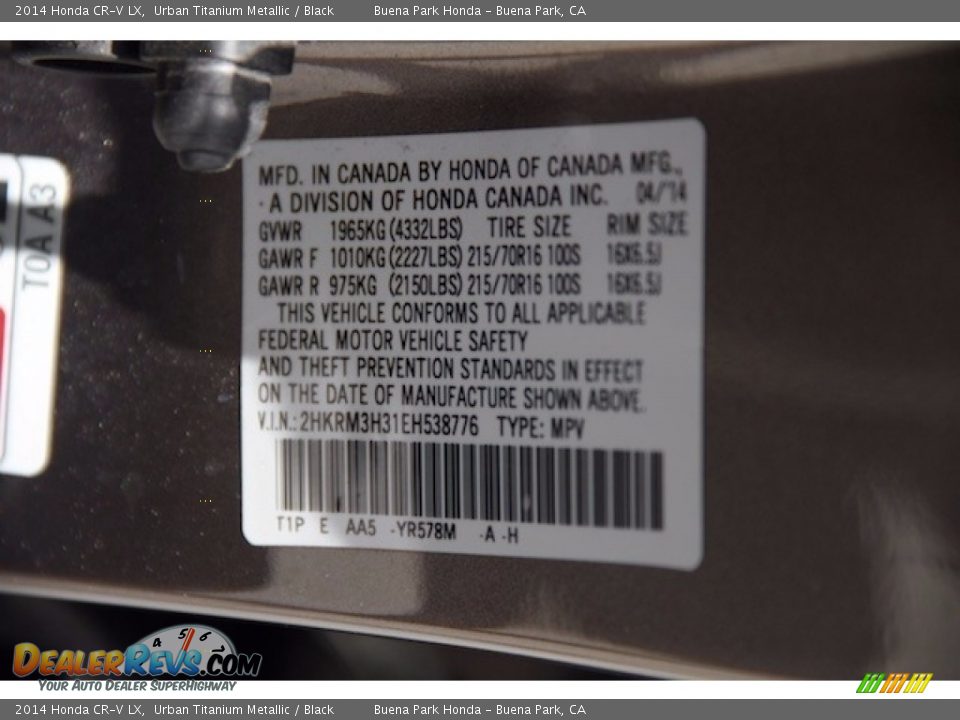 2014 Honda CR-V LX,  Urban Titanium Metallic / Black        Buena Park Honda - Buena Park, CA
TOA A3
MFD. IN CANADA BY HONDA OF CANADA MFG.,
A DIVISION OF HONDA CANADA INC.   04/14
GVWR   1965KG(4332LBS)   TIRE SIZE   RIM SIZE
GAWR F  1010KG(2227LBS) 215/70R16 100S   16X6.5J
GAWR R  975KG  (2150LBS) 215/70R16 100S   16X6.5J
THIS VEHICLE CONFORMS TO ALL APPLICABLE
FEDERAL MOTOR VEHICLE SAFETY
AND THEFT PREVENTION STANDARDS IN EFFECT
ON THE DATE OF MANUFACTURE SHOWN ABOVE.
V.I.N.: 2HKRM3H31EH538776   TYPE: MPV
T1P  E  AA5  -YR578M   -A -H
4 5 6
DEALERREVS.COM
YOUR AUTO DEALER SUPERHIGHWAY
2014 Honda CR-V LX,  Urban Titanium Metallic / Black        Buena Park Honda - Buena Park, CA